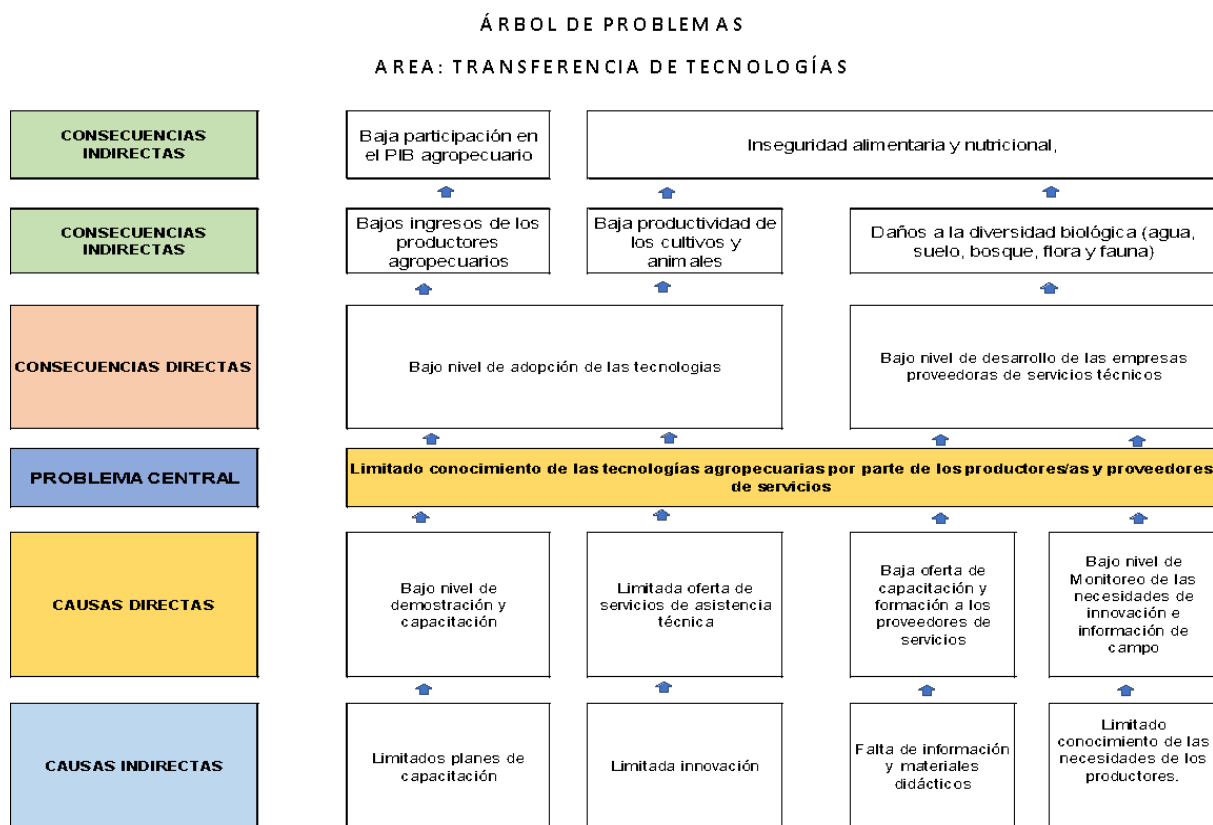 ÁRBOL DE PROBLEMAS
AREA: TRANSFERENCIA DE TECNOLOGÍAS
CONSECUENCIAS
INDIRECTAS
Baja participación en
el PIB agropecuario
Inseguridad alimentaria y nutricional,
CONSECUENCIAS
INDIRECTAS
Bajos ingresos de los
productores
agropecuarios
Baja productividad de
los cultivos y
animales
Daños a la diversidad biológica (agua,
suelo, bosque, flora y fauna)
CONSECUENCIAS DIRECTAS
Bajo nivel de adopción de las tecnologias
Bajo nivel de desarrollo de las empresas
proveedoras de servicios técnicos
PROBLEMA CENTRAL
Limitado conocimiento de las tecnologías agropecuarias por parte de los productores/as y proveedores
de servicios
CAUSAS DIRECTAS
Bajo nivel de
demostración y
capacitación
Limitada oferta de
servicios de asistencia
técnica
Baja oferta de
capacitación y
formación a los
proveedores de
servicios
Bajo nivel de
Monitoreo de las
necesidades de
innovación e
información de
campo
CAUSAS INDIRECTAS
Limitados planes de
capacitación
Limitada innovación
Falta de información
y materiales
didácticos
Limitado
conocimiento de las
necesidades de los
productores.